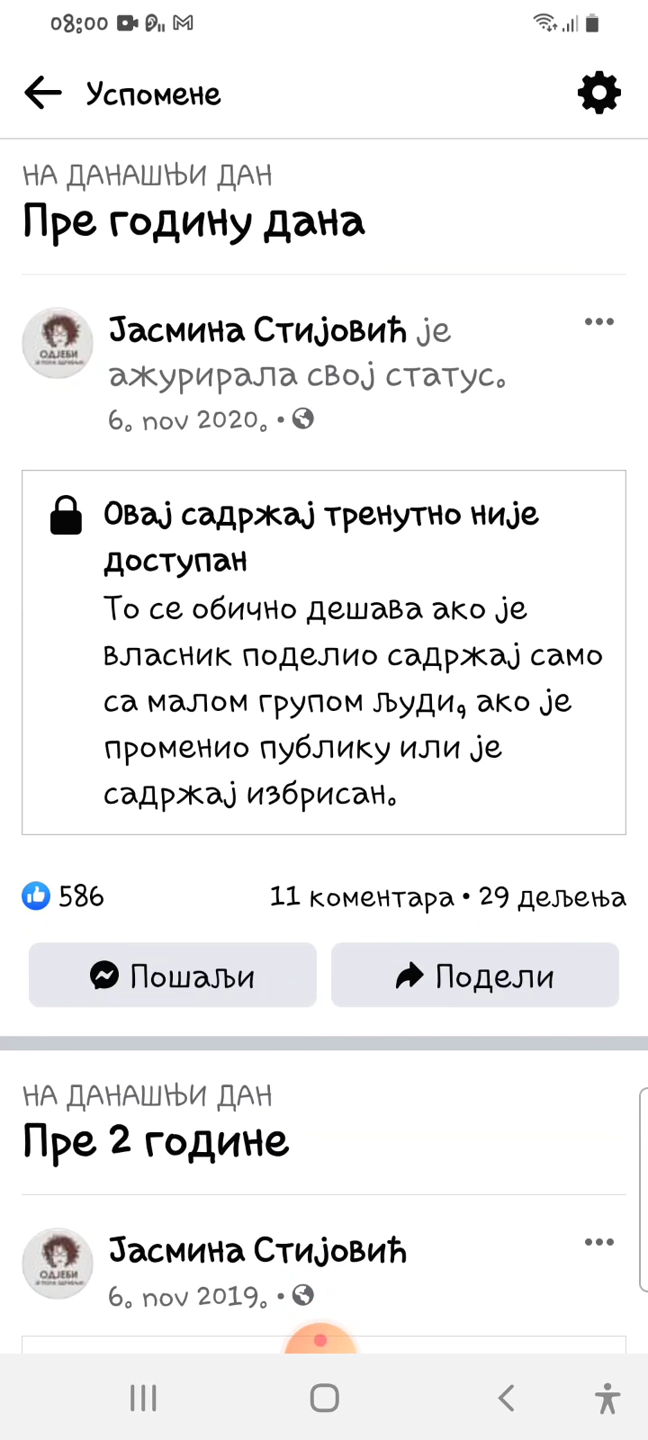 08:00
Успомене
НА ДАНАШЊИ ДАН
Пре годину дана
Јасмина Стијовић је
ажурирала свој статус.
6. nov 2020. •
ОДЈЕБИ
Овај садржај тренутно није
доступан
То се обично дешава ако је
власник поделио садржај само
са малом групом људи, ако је
променио публику или је
садржај избрисан.
586
11 коментара • 29 дељења
Пошаљи
Подели
НА ДАНАШЊИ ДАН
Пре 2 године
Јасмина Стијовић
6. nov 2019. •
ОДЈЕБИ